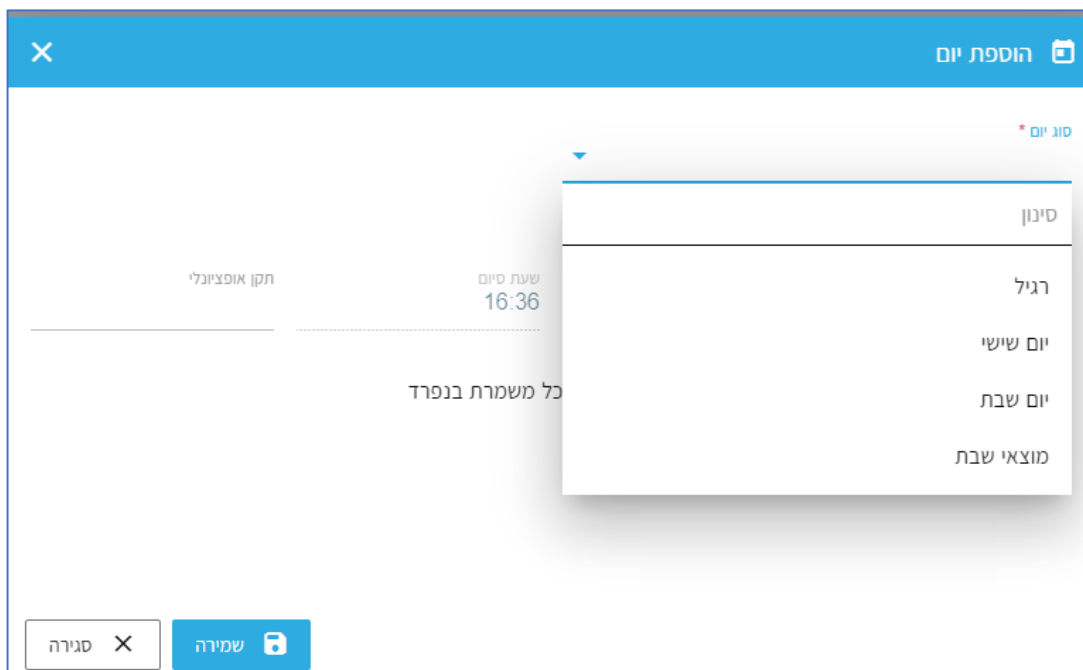 הוספת יום
סוג יום *
סינון
רגיל
יום שישי
יום שבת
מוצאי שבת
שעת סיום
16:36
תקן אופציונלי
כל משמרת בנפרד
שמירה
סגירה